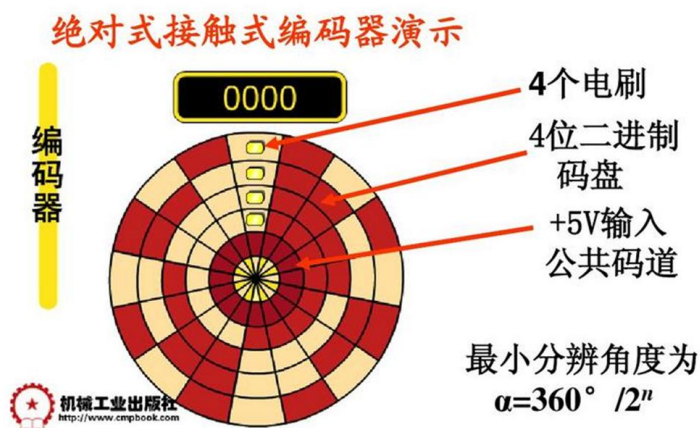 绝对式接触式编码器演示
0000
编码器
4个电刷
4位二进制
码盘
+5V输入
公共码道
最小分辨角度为
α=360°/2ⁿ
机械工业出版社
http://www.cmpbook.com